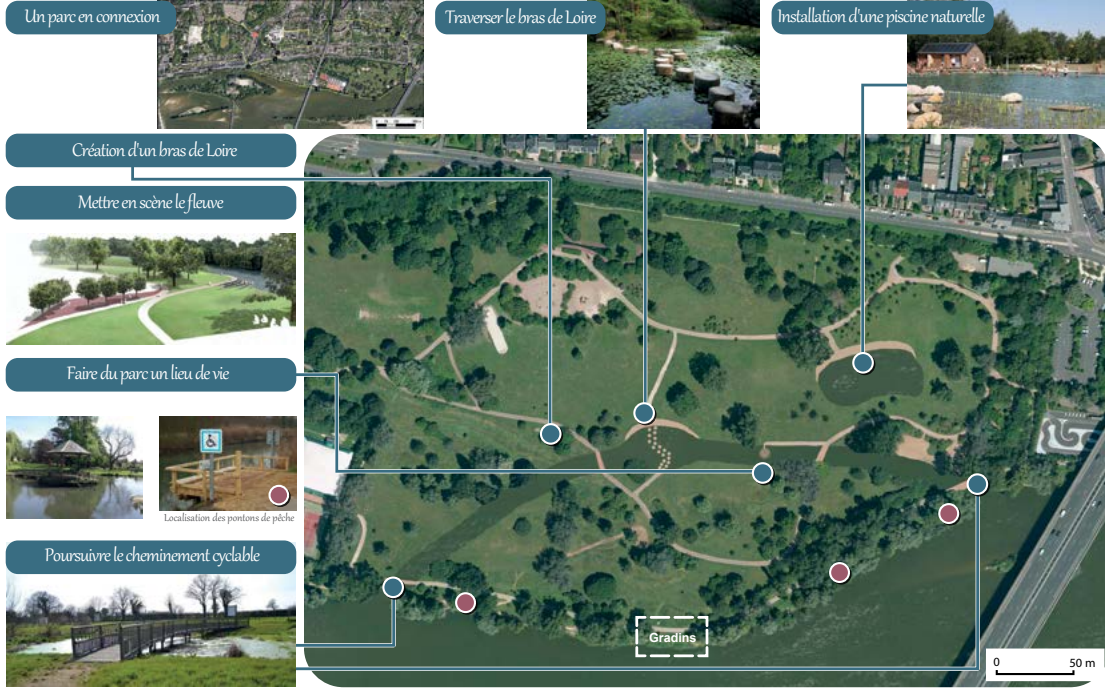 Un parc en connexion
Traverser le bras de Loire
Installation d'une piscine naturelle
Création d'un bras de Loire
Mettre en scène le fleuve
Faire du parc un lieu de vie
Localisation des pontons de pêche
Poursuivre le cheminement cyclable
Gradins
0 50 m